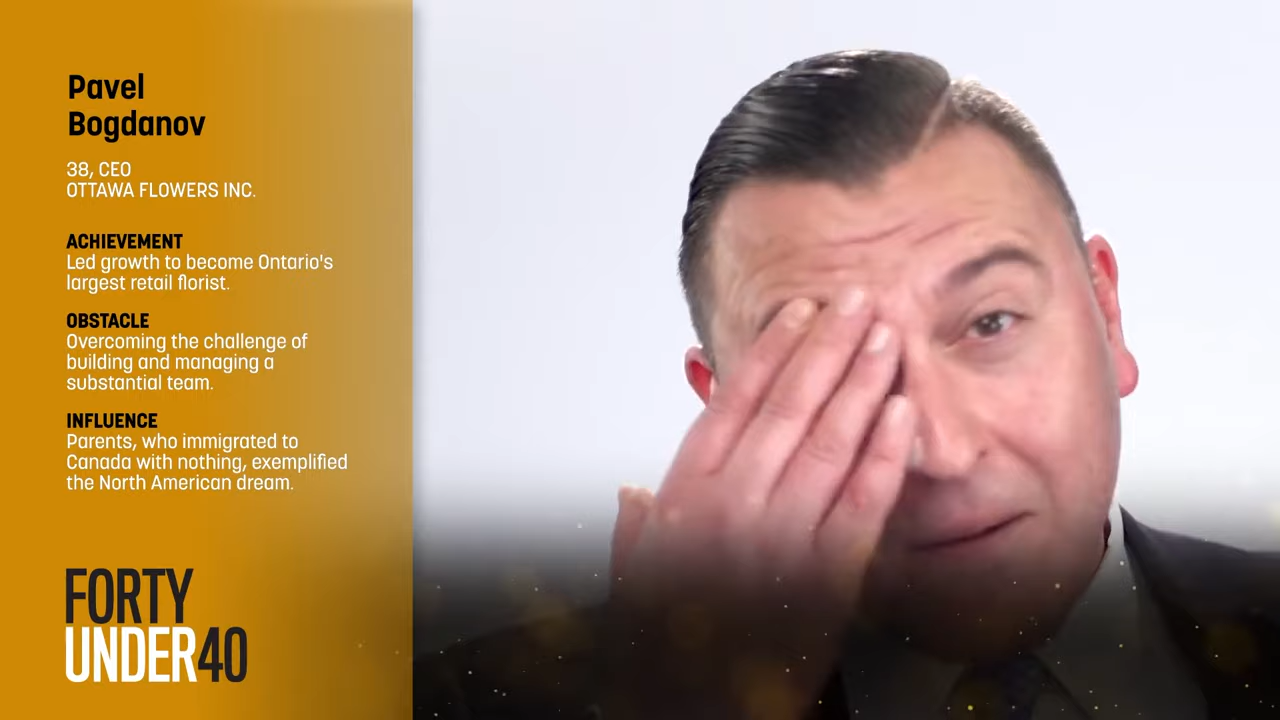 Pavel
Bogdanov
38, CEO
OTTAWA FLOWERS INC.
ACHIEVEMENT
Led growth to become Ontario's
largest retail florist.
OBSTACLE
Overcoming the challenge of
building and managing a
substantial team.
INFLUENCE
Parents, who immigrated to
Canada with nothing, exemplified
the North American dream.
FORTY
UNDER40